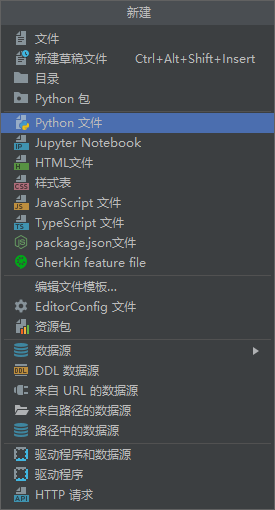 新建
文件
新建草稿文件 Ctrl+Alt+Shift+Insert
目录
Python 包
Python 文件
Jupyter Notebook
HTML文件
样式表
JavaScript 文件
TypeScript 文件
package.json文件
Gherkin feature file
编辑文件模板...
EditorConfig 文件
资源包
数据源
DDL 数据源
来自 URL 的数据源
来自路径的数据源
路径中的数据源
驱动程序和数据源
驱动程序
HTTP 请求